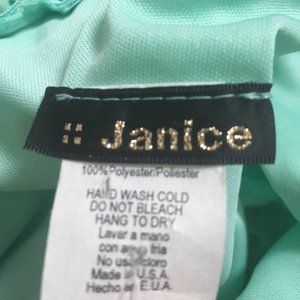 Janice
100% Polyester/Poliester
HAND WASH COLD
DO NOT BLEACH
HANG TO DRY
Lavar a mano
con agua fria
No use cloro
Made in U.S.A.
Hecho en E.U.A.